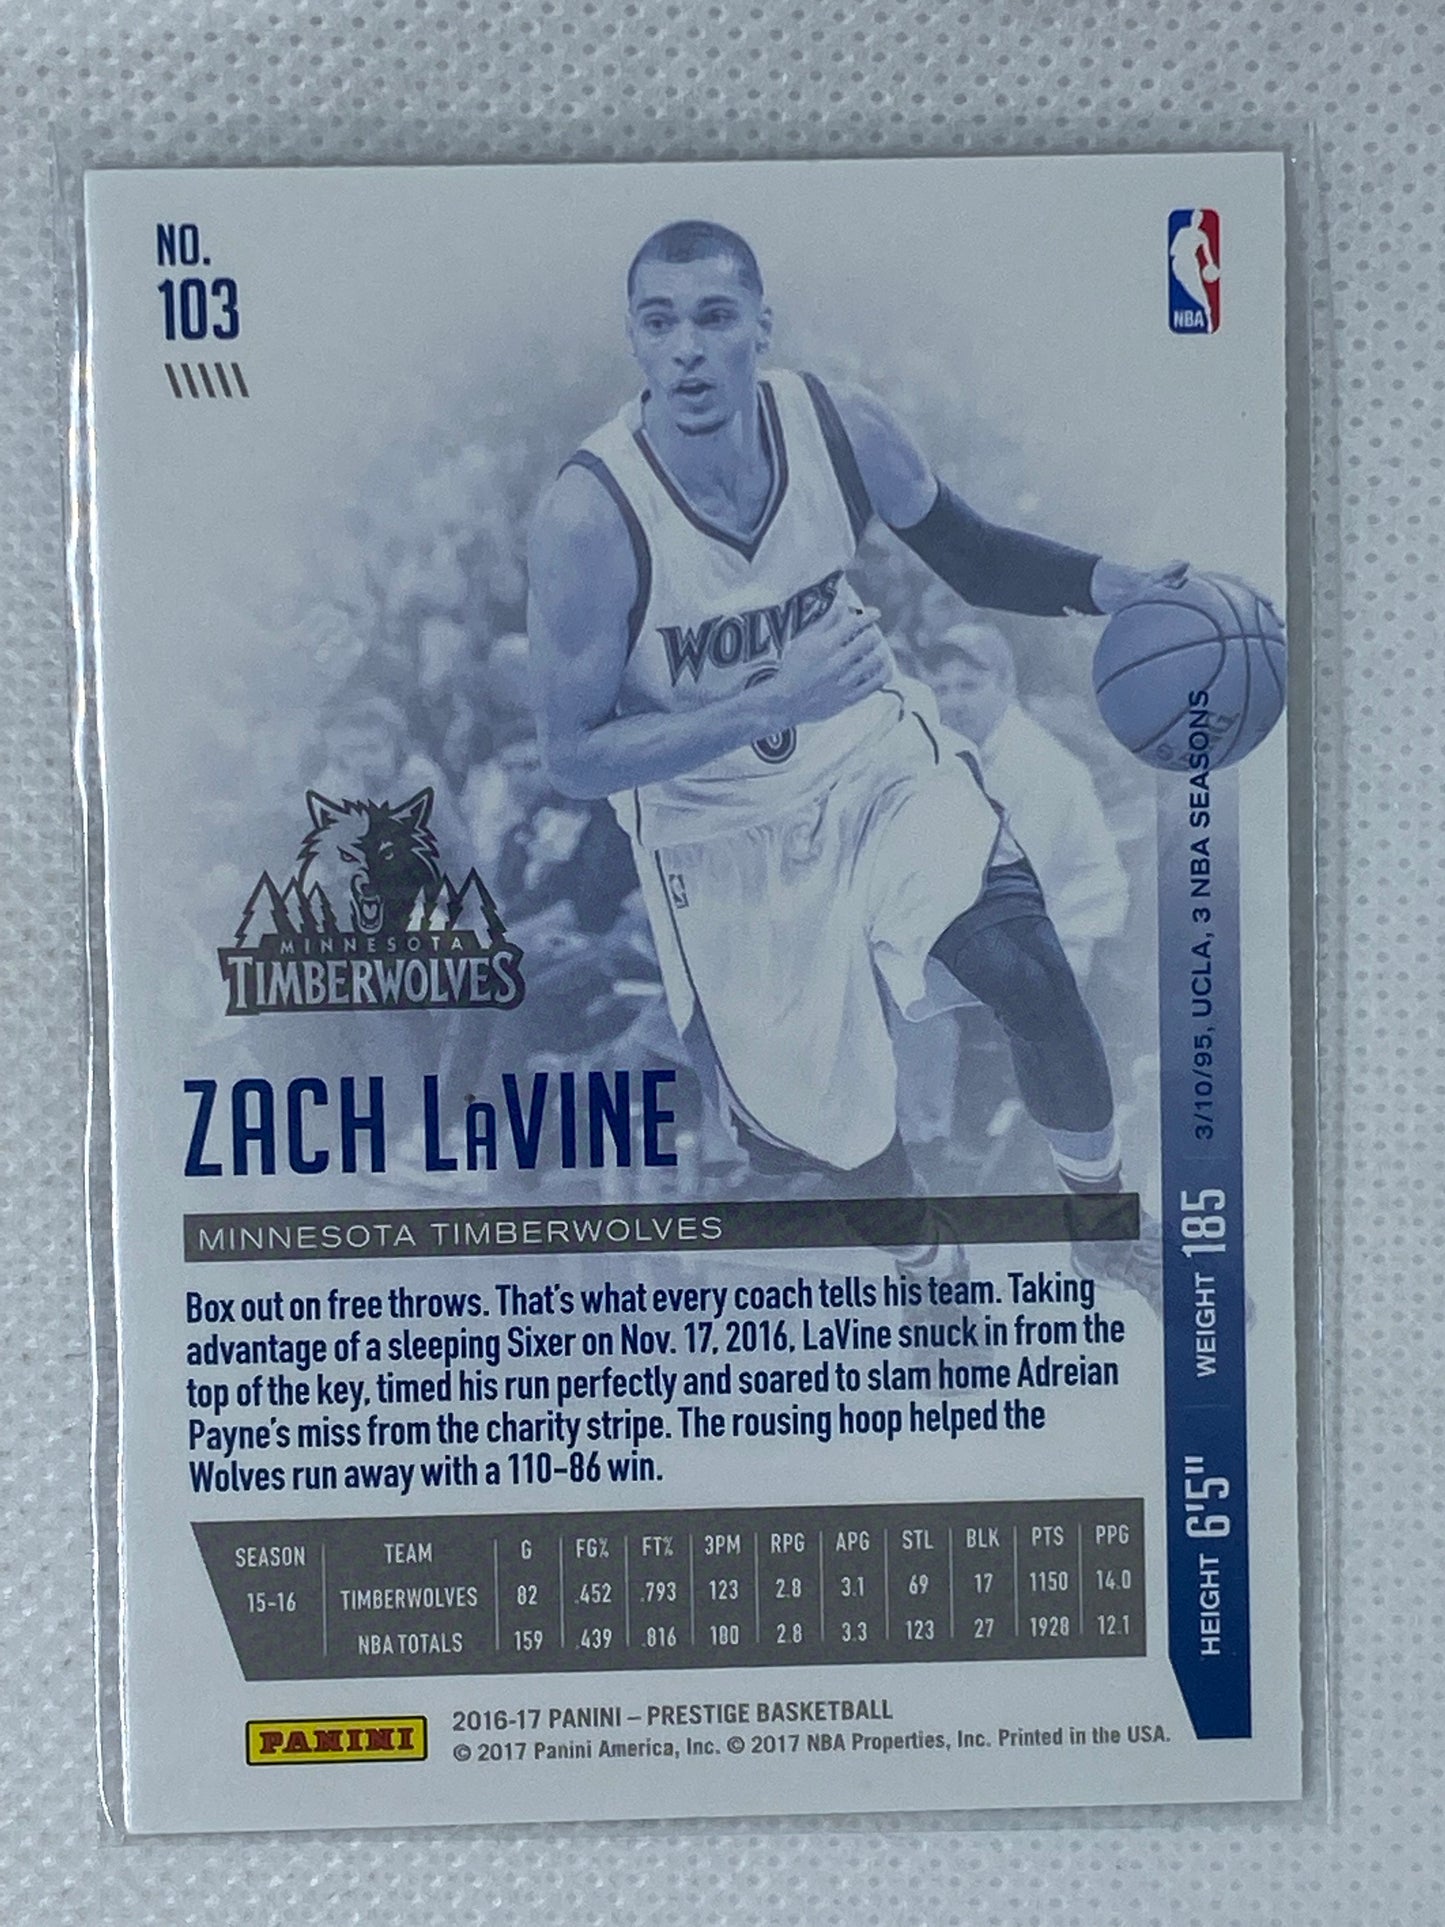 NO.
103
NBA
WOLVES
MINNESOTA
TIMBERWOLVES
ZACH LaVINE
MINNESOTA TIMBERWOLVES
Box out on free throws. That's what every coach tells his team. Taking
advantage of a sleeping Sixer on Nov. 17, 2016, LaVine snuck in from the
top of the key, timed his run perfectly and soared to slam home Adreian
Payne's miss from the charity stripe. The rousing hoop helped the
Wolves run away with a 110-86 win.
SEASON TEAM G FG% FT% 3PM RPG APG STL BLK PTS PPG
15-16 TIMBERWOLVES 82 .452 .793 123 2.8 3.1 69 17 1150 14.0
NBA TOTALS 159 .439 .816 180 2.8 3.3 123 27 1928 12.1
HEIGHT 6'5" WEIGHT 185 3/10/95, UCLA, 3 NBA SEASONS
PANINI
2016-17 PANINI – PRESTIGE BASKETBALL
© 2017 Panini America, Inc. © 2017 NBA Properties, Inc. Printed in the USA.